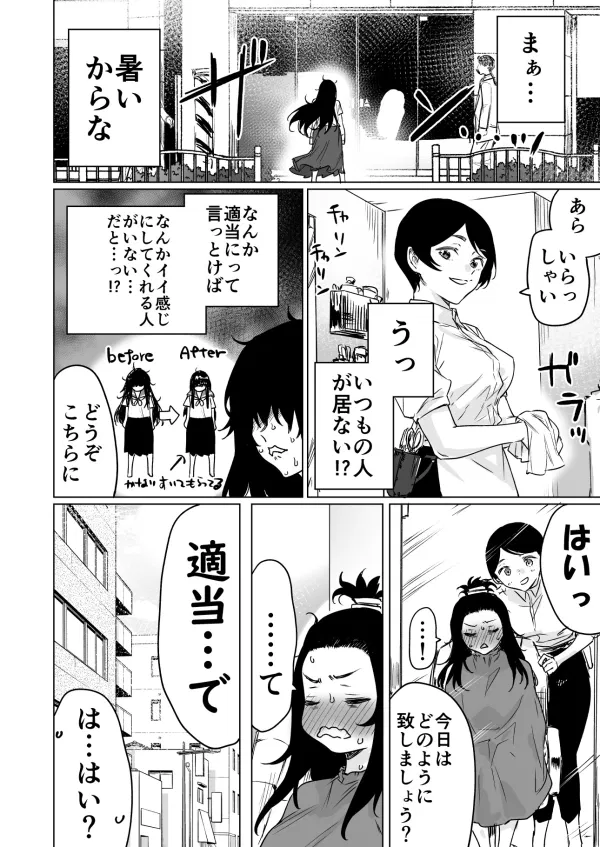 まぁ…
暑い
からな
あら
いらっ
しゃい
チャリン
チャリーン
ガラッ
うっ
いつもの人
が居ない!?
なんか
適当にって
言っとけば
なんかイイ感じ
にしてくれる人
がいない…
だと…っ!?
before
After
かなりすいてもらってる
どうぞ
こちらに
はいっ
…!
今日は
どのように
致しましょう?
……て
適当…で
は…はい?